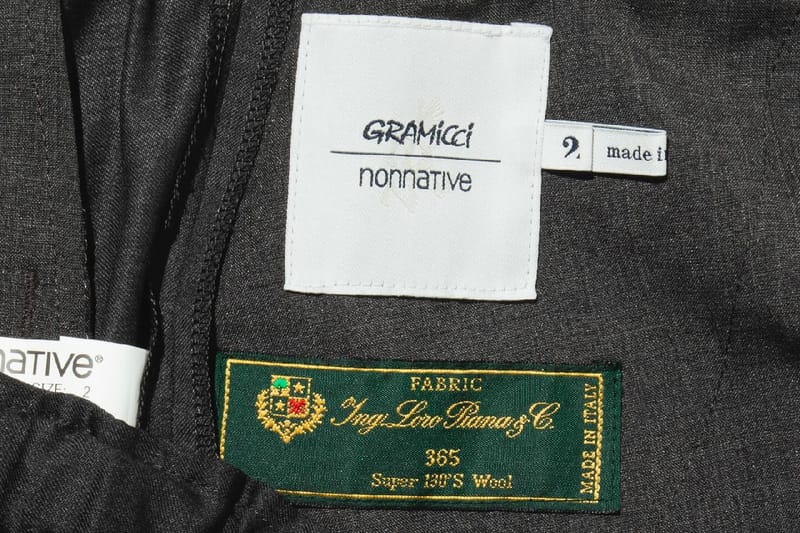 GRAMiCCi
nonnative
2 made i
native®
SIZE: 2
FABRIC
Ing. Loro Piana & C.
365
Super 130'S Wool
MADE IN ITALY